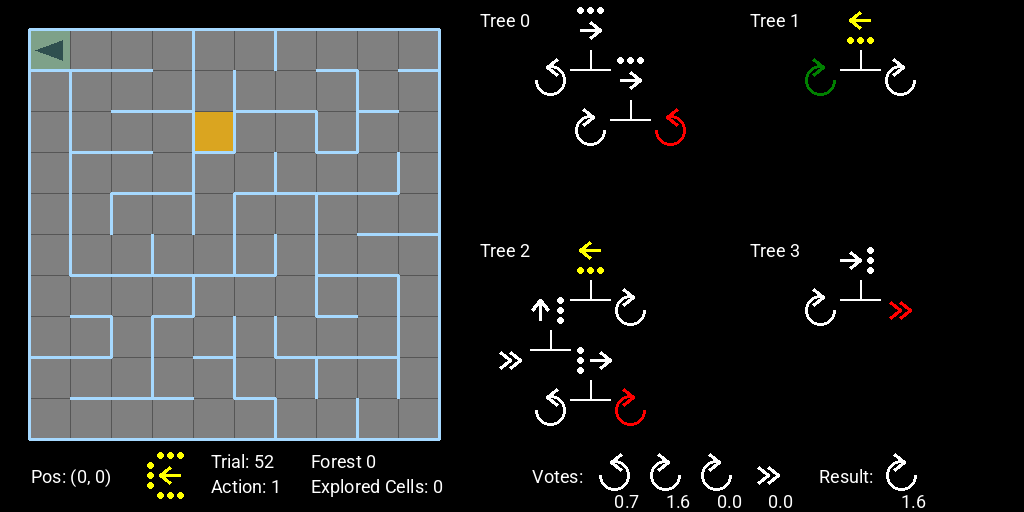 Tree 0
Tree 1
Tree 2
Tree 3
Pos: (0, 0)
Trial: 52
Forest 0
Action: 1
Explored Cells: 0
Votes:
0.7
1.6
0.0
0.0
Result:
1.6